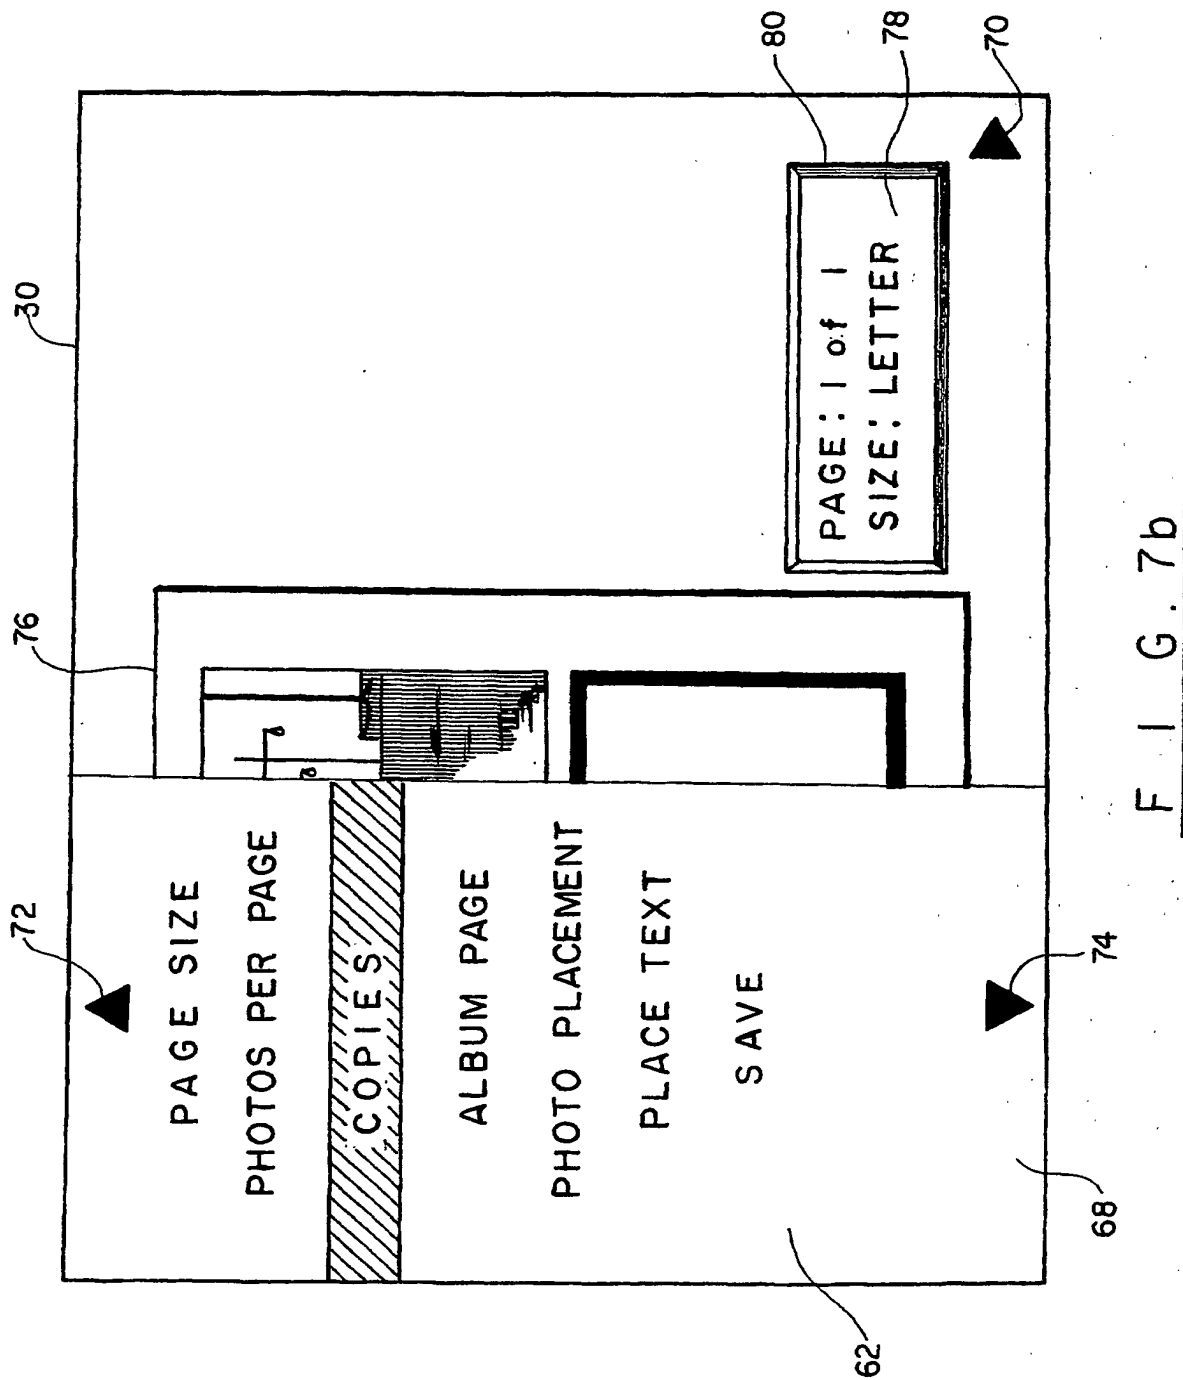 30
72
76
PAGE SIZE
PHOTOS PER PAGE
COPIES
ALBUM PAGE
PHOTO PLACEMENT
PLACE TEXT
SAVE
PAGE: 1 of 1
SIZE: LETTER
80
78
70
62
68
74
FIG. 7b